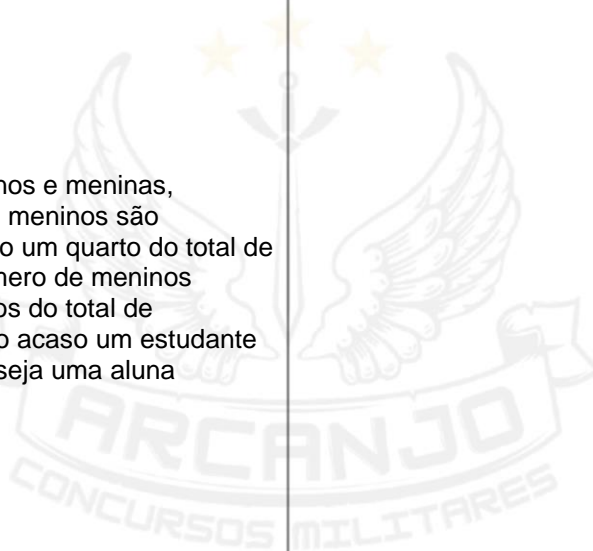 nos e meninas,
meninos são
o um quarto do total de
nero de meninos
os do total de
o acaso um estudante
seja uma aluna
ARCANJO
CONCURSOS MILITARES